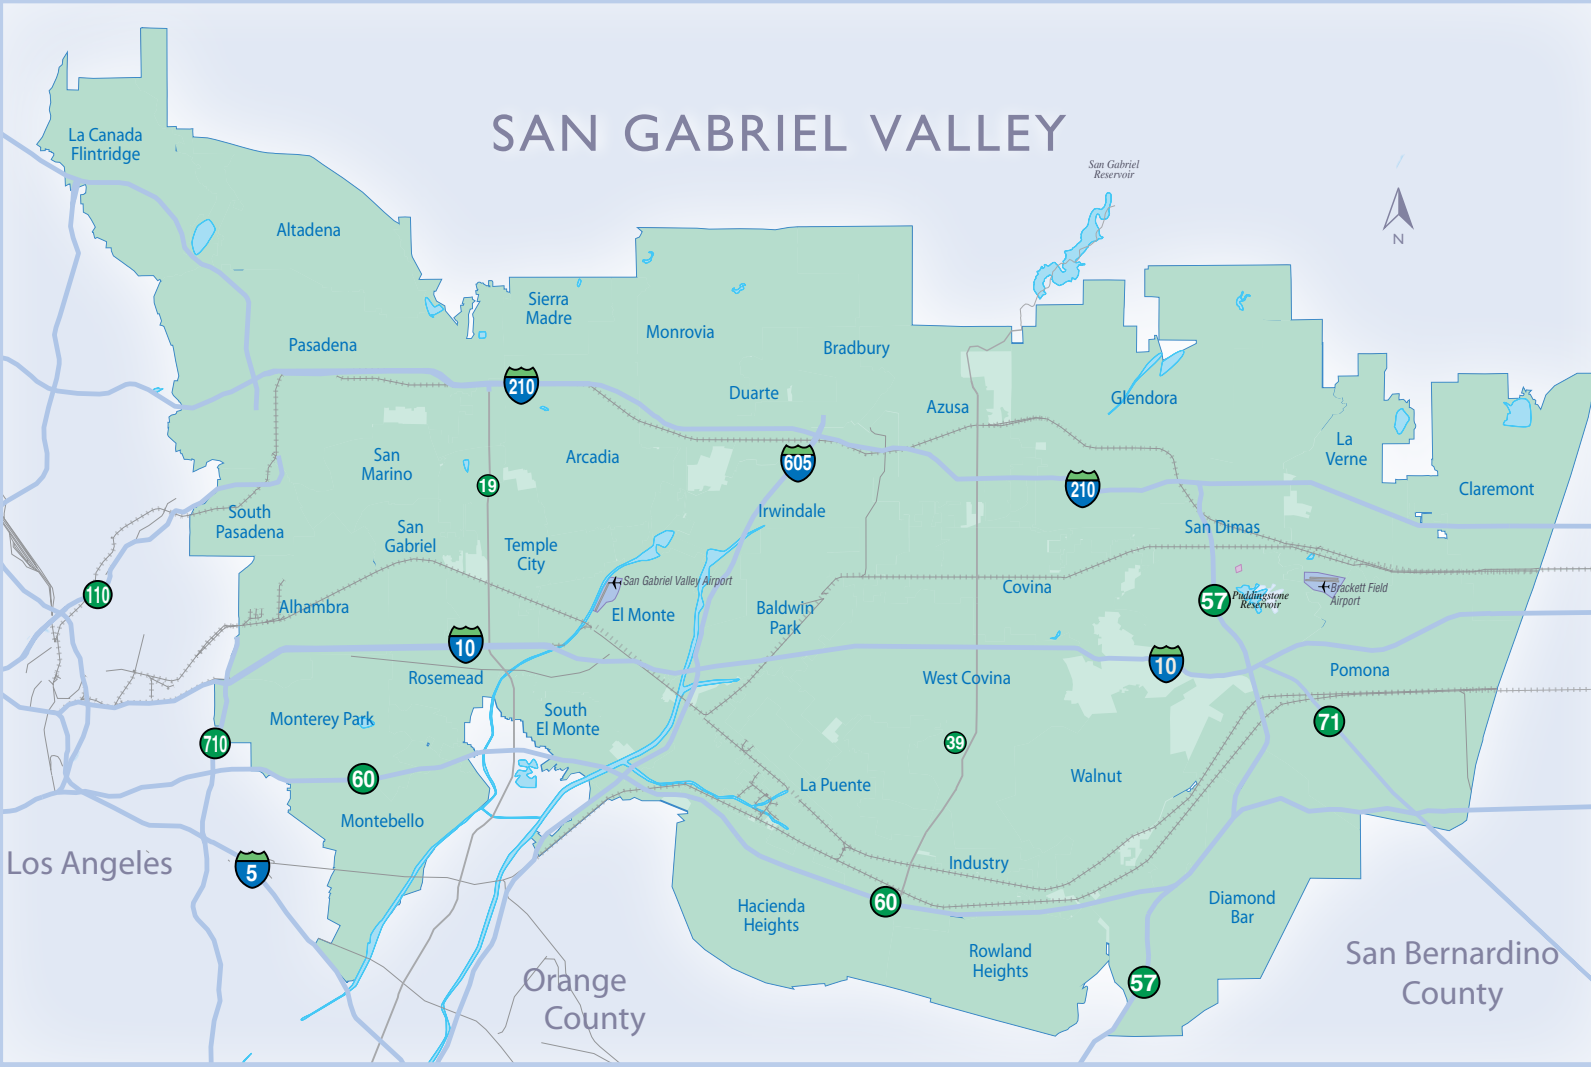 SAN GABRIEL VALLEY
San Gabriel
Reservoir
N
La Canada
Flintridge
Altadena
Sierra
Madre
Monrovia
Pasadena
Bradbury
210
Duarte
Azusa
Glendora
La
Verne
San
Marino
Arcadia
605
19
210
Claremont
South
Pasadena
San
Gabriel
Irwindale
San Dimas
Temple
City
San Gabriel Valley Airport
110
Alhambra
El Monte
Baldwin
Park
Covina
57
Puddingstone
Reservoir
Brackett Field
Airport
10
10
Rosemead
West Covina
Pomona
Monterey Park
South
El Monte
71
710
39
60
La Puente
Walnut
Montebello
Los Angeles
5
Industry
60
Hacienda
Heights
Diamond
Bar
Rowland
Heights
San Bernardino
County
57
Orange
County